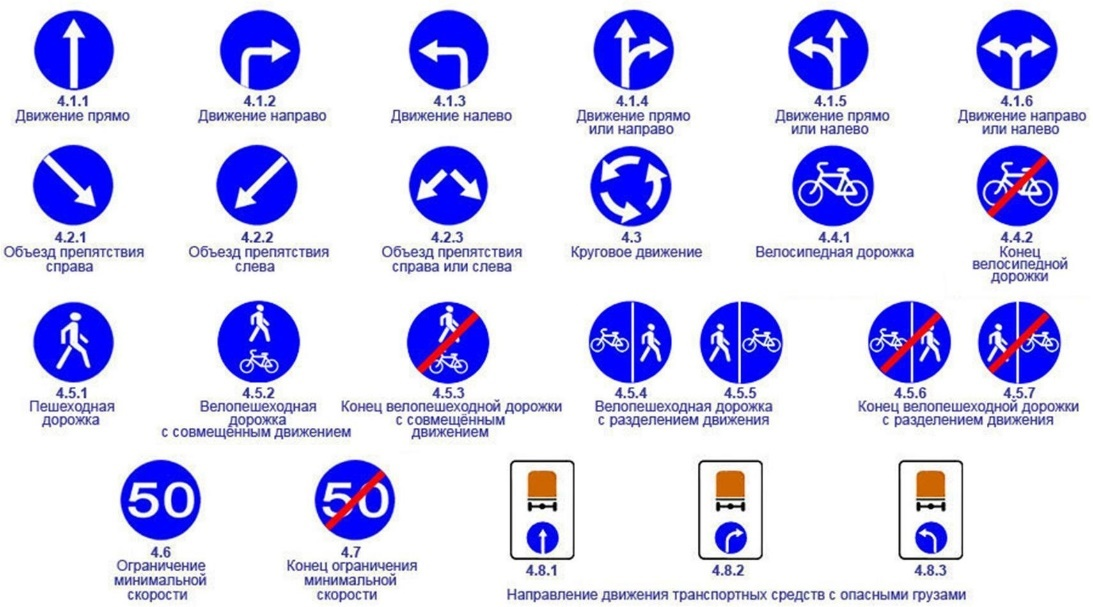 4.1.1
Движение прямо
4.1.2
Движение направо
4.1.3
Движение налево
4.1.4
Движение прямо
или направо
4.1.5
Движение прямо
или налево
4.1.6
Движение направо
или налево
4.2.1
Объезд препятствия
справа
4.2.2
Объезд препятствия
слева
4.2.3
Объезд препятствия
справа или слева
4.3
Круговое движение
4.4.1
Велосипедная дорожка
4.4.2
Конец
велосипедной
дорожки
4.5.1
Пешеходная
дорожка
4.5.2
Велопешеходная
дорожка
с совмещённым движением
4.5.3
Конец велопешеходной дорожки
с совмещённым
движением
4.5.4 4.5.5
Велопешеходная дорожка
с разделением движения
4.5.6 4.5.7
Конец велопешеходной дорожки
с разделением движения
50
4.6
Ограничение
минимальной
скорости
50
4.7
Конец ограничения
минимальной
скорости
4.8.1 4.8.2 4.8.3
Направление движения транспортных средств с опасными грузами